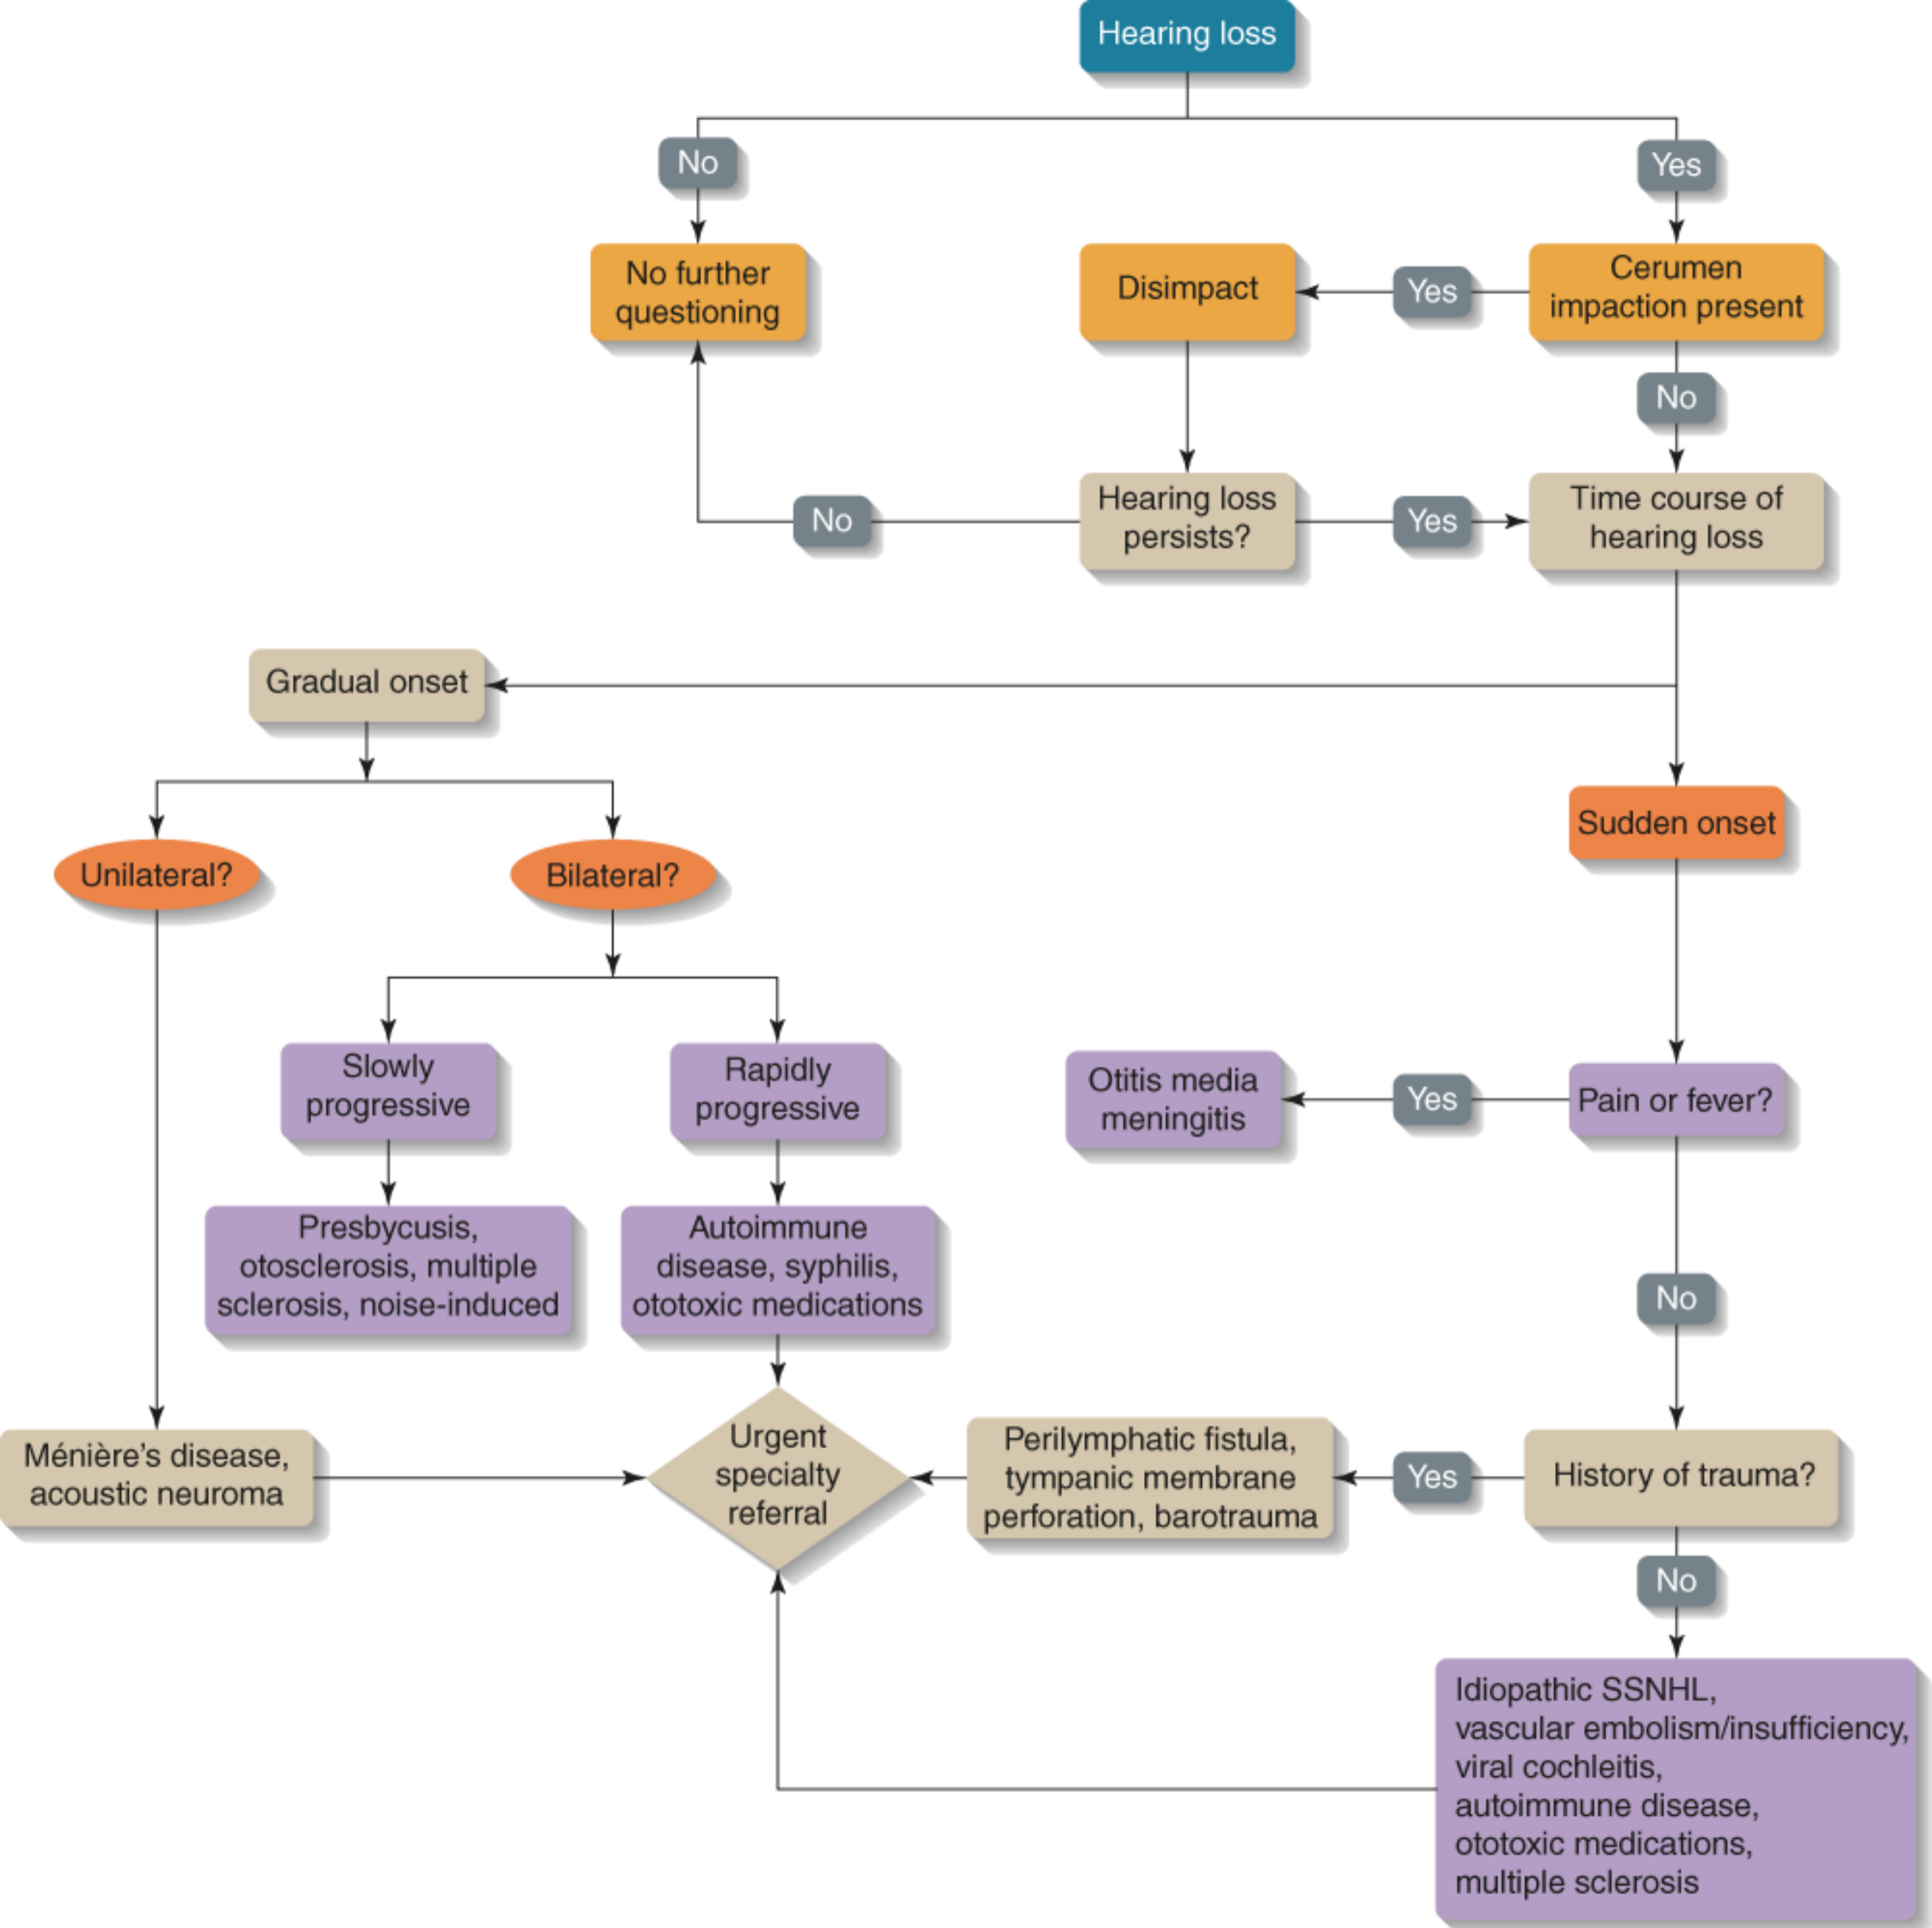 Hearing loss
No
Yes
No further
questioning
Disimpact
Yes
Cerumen
impaction present
No
No
Hearing loss
persists?
Yes
Time course of
hearing loss
Gradual onset
Sudden onset
Unilateral?
Bilateral?
Slowly
progressive
Rapidly
progressive
Otitis media
meningitis
Yes
Pain or fever?
Presbycusis,
otosclerosis, multiple
sclerosis, noise-induced
Autoimmune
disease, syphilis,
ototoxic medications
No
Ménière’s disease,
acoustic neuroma
Urgent
specialty
referral
Perilymphatic fistula,
tympanic membrane
perforation, barotrauma
Yes
History of trauma?
No
Idiopathic SSNHL,
vascular embolism/insufficiency,
viral cochleitis,
autoimmune disease,
ototoxic medications,
multiple sclerosis